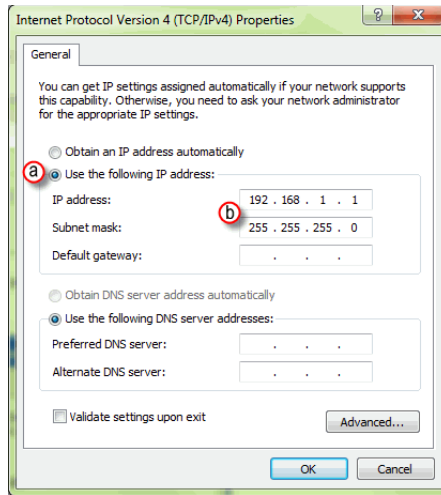 Internet Protocol Version 4 (TCP/IPv4) Properties
General
You can get IP settings assigned automatically if your network supports
this capability. Otherwise, you need to ask your network administrator
for the appropriate IP settings.
Obtain an IP address automatically
a Use the following IP address:
IP address: 192 . 168 . 1 . 1
b
Subnet mask: 255 . 255 . 255 . 0
Default gateway: . . .
Obtain DNS server address automatically
Use the following DNS server addresses:
Preferred DNS server: . . .
Alternate DNS server: . . .
Validate settings upon exit
Advanced...
OK Cancel